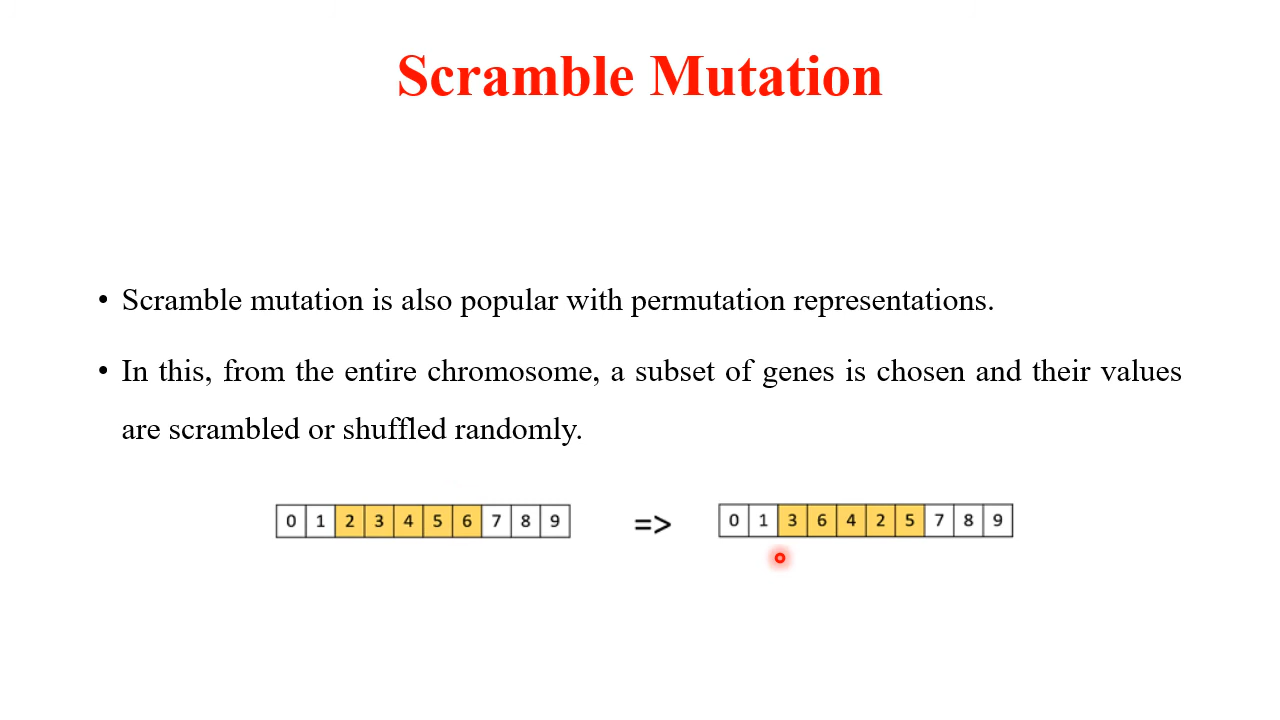 Scramble Mutation
• Scramble mutation is also popular with permutation representations.
• In this, from the entire chromosome, a subset of genes is chosen and their values
are scrambled or shuffled randomly.
0 1 2 3 4 5 6 7 8 9 => 0 1 3 6 4 2 5 7 8 9